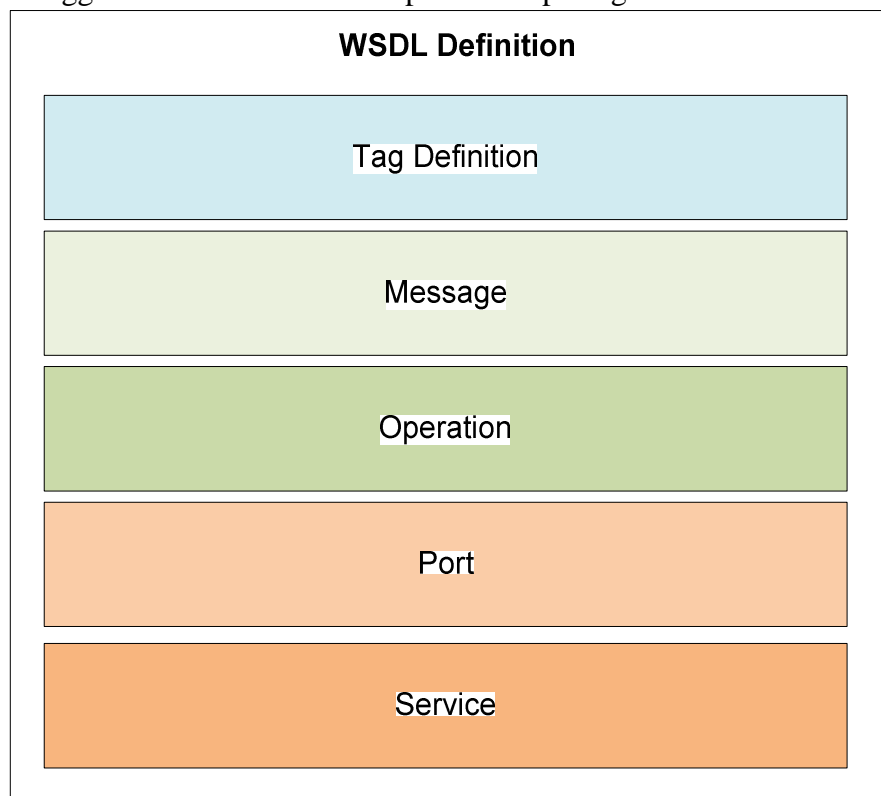 WSDL Definition
Tag Definition
Message
Operation
Port
Service